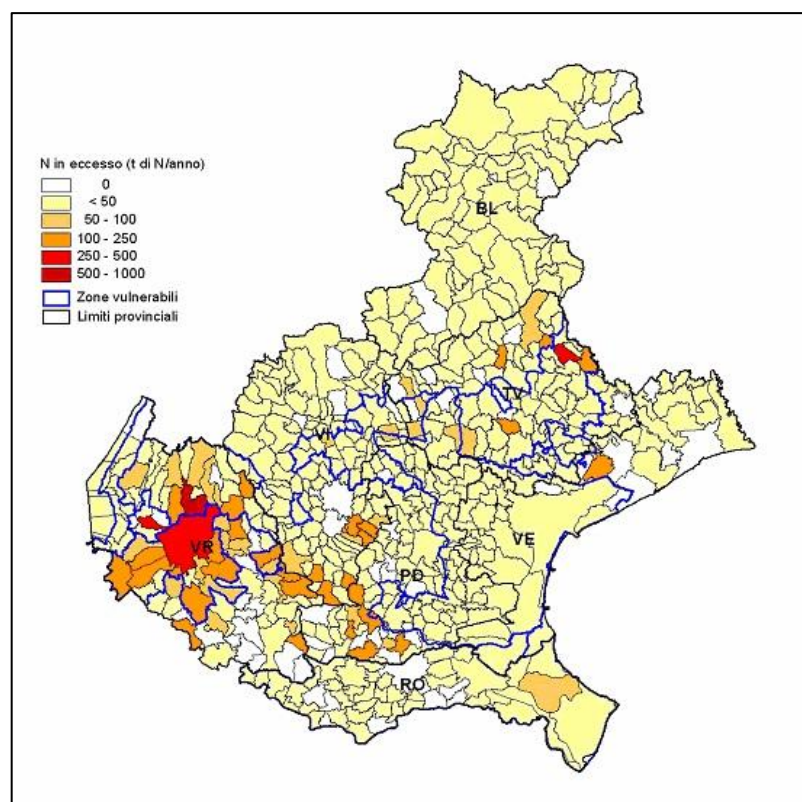 N in eccesso (t di N/anno)
0
< 50
50 - 100
100 - 250
250 - 500
500 - 1000
Zone vulnerabili
Limiti provinciali
BL
TV
VI
VR
VE
PD
RO